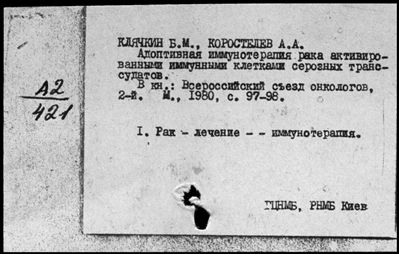 КЛЯЧКИН Б.М., КОРОСТЕЛЕВ А.А.
Адоптивная иммунотерапия рака активиро-
ванными иммунными клетками серозных транс-
судатов.
В кн.: Всероссийский съезд онкологов,
2-й. М., 1980, с. 97-98.
А2
421
I. Рак - лечение - - иммунотерапия.
ГЦНМБ, РНМБ Киев